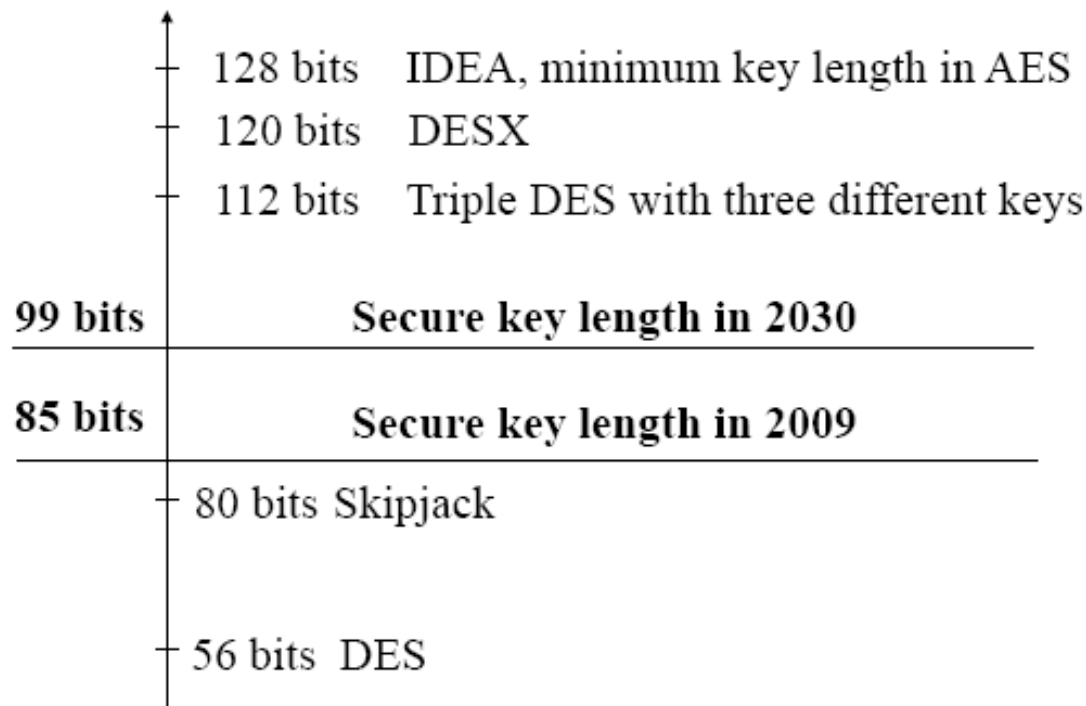 128 bits IDEA, minimum key length in AES
120 bits DESX
112 bits Triple DES with three different keys
99 bits Secure key length in 2030
85 bits Secure key length in 2009
80 bits Skipjack
56 bits DES